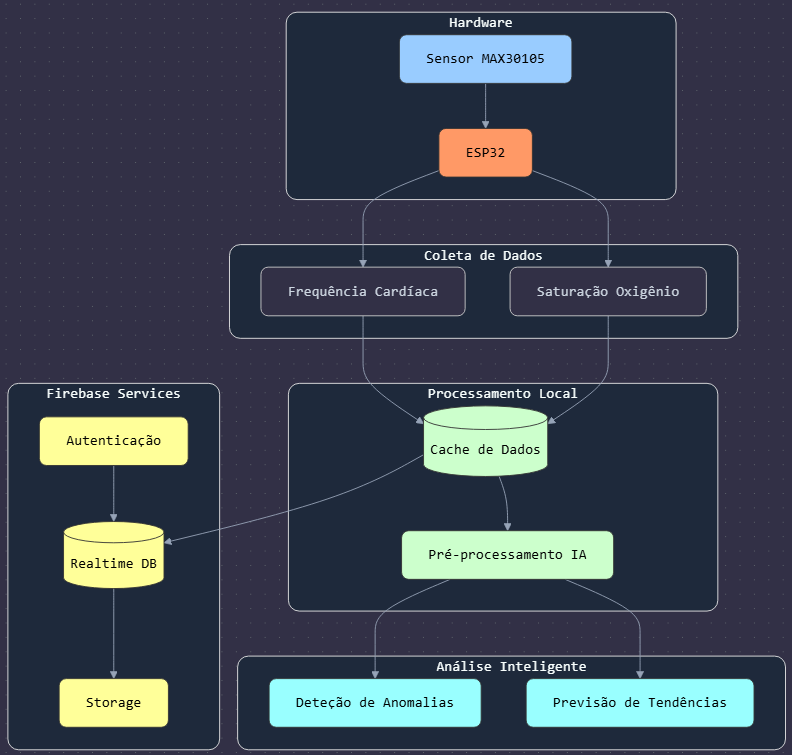 Hardware
Sensor MAX30105
ESP32
Coleta de Dados
Frequência Cardíaca
Saturação Oxigênio
Firebase Services
Autenticação
Realtime DB
Storage
Processamento Local
Cache de Dados
Pré-processamento IA
Análise Inteligente
Deteção de Anomalias
Previsão de Tendências